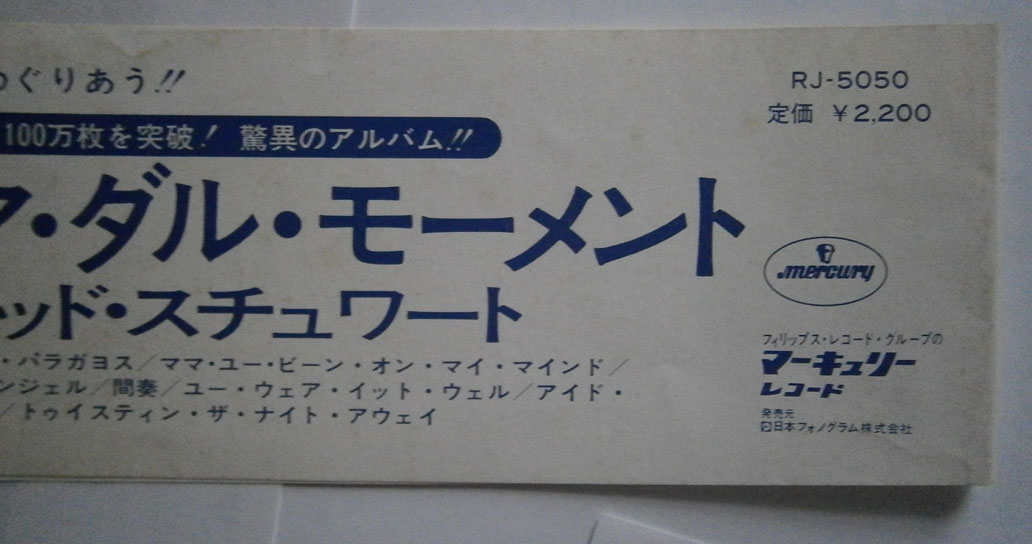 めぐりあう!!
100万枚を突破! 驚異のアルバム!!
ア・ダル・モーメント
ッド・スチュワート
・パラガヨス/ママ・ユー・ビーン・オン・マイ・マインド/
ンジェル/間奏/ユー・ウェア・イット・ウェル/アイド・
/トゥイスティン・ザ・ナイト・アウェイ
RJ-5050
定価 ¥2,200
mercury
フィリップス・レコード・グループの
マーキュリー
レコード
発売元
日本フォノグラム株式会社